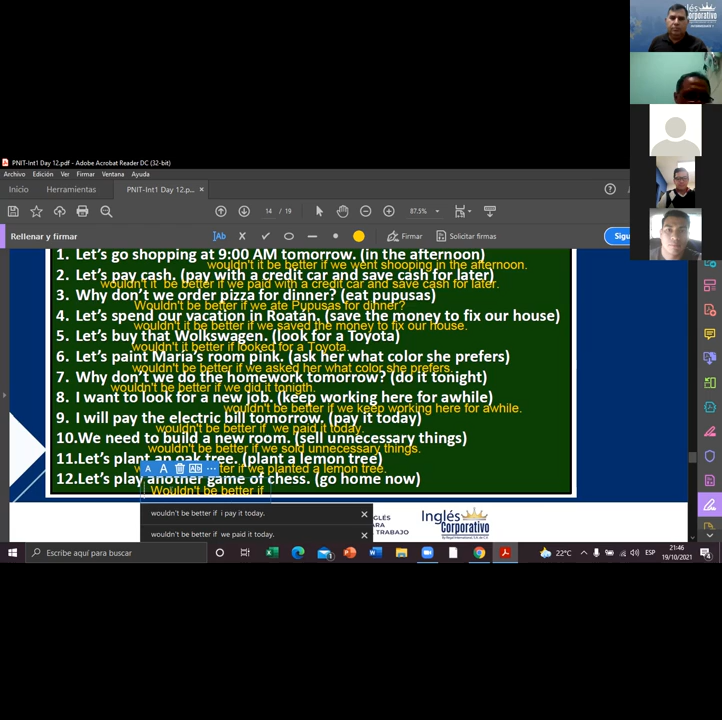 Inglés
Corporativo
PNIT-Int1 Day 12.pdf - Adobe Acrobat Reader DC (32-bit)
Archivo Edición Ver Firmar Ventana Ayuda
Inicio Herramientas PNIT-Int1 Day 12.p... ×
14 / 19 87.5%
Rellenar y firmar Ab Firmar Solicitar firmas Sigu
1. Let's go shopping at 9:00 AM tomorrow. (in the afternoon)
wouldn't it be better if we went shooping in the afternoon.
2. Let's pay cash. (pay with a credit car and save cash for later)
wouldn't it be better if we paid with a credit car and save cash for later.
3. Why don't we order pizza for dinner? (eat pupusas)
Wouldn't be better if we ate Pupusas for dinner?
4. Let's spend our vacation in Roatán. (save the money to fix our house)
wouldn't it be better if we saved the money to fix our house.
5. Let's buy that Wolkswagen. (look for a Toyota)
wouldn't it better if looked for a Toyota.
6. Let's paint Maria's room pink. (ask her what color she prefers)
wouldn't be better if we asked her what color she prefers.
7. Why don't we do the homework tomorrow? (do it tonight)
wouldn't be better if we did it tonigth.
8. I want to look for a new job. (keep working here for awhile)
wouldn't be better if we keep working here for awhile.
9. I will pay the electric bill tomorrow. (pay it today)
wouldn't be better if we paid it today.
10.We need to build a new room. (sell unnecessary things)
wouldn't be better if we sold unnecessary things.
11.Let's plant an oak tree. (plant a lemon tree)
A A Ab ... ter if we planted a lemon tree.
12.Let's play another game of chess. (go home now)
Wouldn't be better if
wouldn't be better if i pay it today. ×
wouldn't be better if we paid it today. ×
INGLÉS
PARA
TRABAJO
Inglés
Corporativo
Escribe aquí para buscar
22°C ESP 21:46
19/10/2021
4